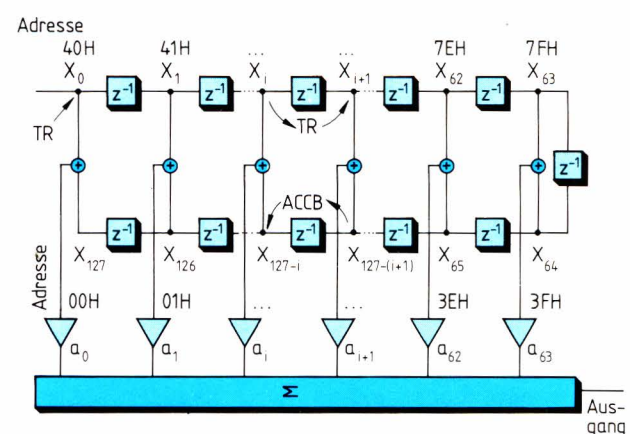 Adresse
40H 41H ... ... 7EH 7FH
X₀ z⁻¹ X₁ z⁻¹ Xᵢ z⁻¹ Xᵢ₊₁ z⁻¹ X₆₂ z⁻¹ X₆₃
TR TR
+ + + + + + z⁻¹
ACCB
z⁻¹ z⁻¹ z⁻¹ z⁻¹ z⁻¹
X₁₂₇ X₁₂₆ X₁₂₇₋ᵢ X₁₂₇₋₍ᵢ₊₁₎ X₆₅ X₆₄
Adresse
00H 01H ... ... 3EH 3FH
a₀ a₁ aᵢ aᵢ₊₁ a₆₂ a₆₃
Σ
Aus-
gang